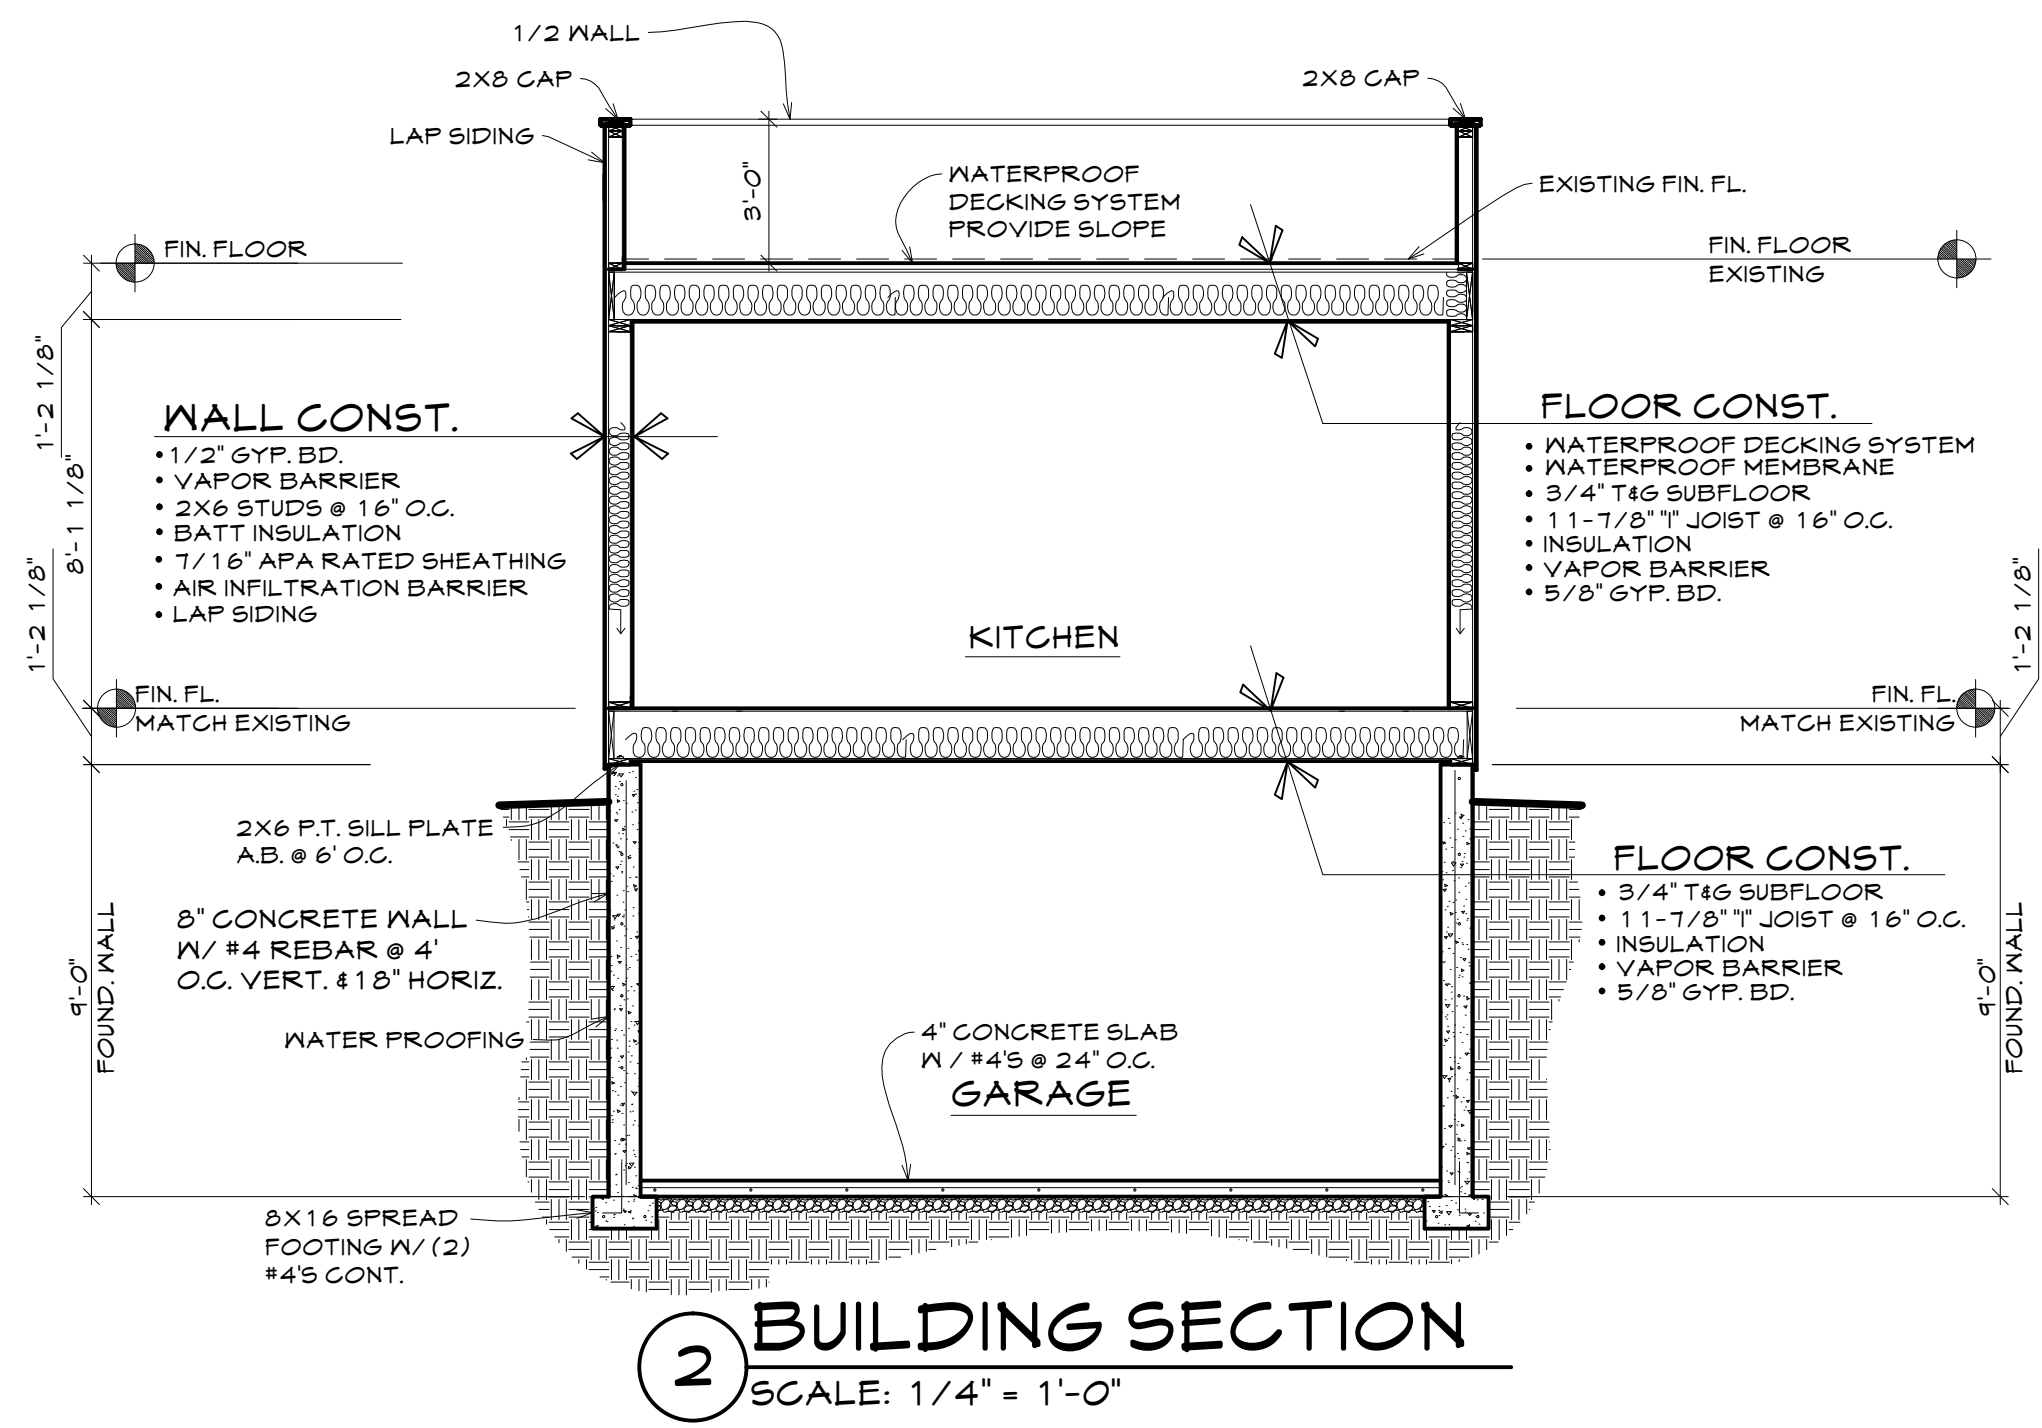 1/2 WALL
2X8 CAP
2X8 CAP
LAP SIDING
3'-0"
WATERPROOF
DECKING SYSTEM
PROVIDE SLOPE
EXISTING FIN. FL.
FIN. FLOOR
FIN. FLOOR
EXISTING
1'-2 1/8"
8'-1 1/8"
1'-2 1/8"
WALL CONST.
• 1/2" GYP. BD.
• VAPOR BARRIER
• 2X6 STUDS @ 16" O.C.
• BATT INSULATION
• 7/16" APA RATED SHEATHING
• AIR INFILTRATION BARRIER
• LAP SIDING
FLOOR CONST.
• WATERPROOF DECKING SYSTEM
• WATERPROOF MEMBRANE
• 3/4" T&G SUBFLOOR
• 11-7/8" "I" JOIST @ 16" O.C.
• INSULATION
• VAPOR BARRIER
• 5/8" GYP. BD.
1'-2 1/8"
KITCHEN
FIN. FL.
MATCH EXISTING
FIN. FL.
MATCH EXISTING
2X6 P.T. SILL PLATE
A.B. @ 6' O.C.
8" CONCRETE WALL
W/ #4 REBAR @ 4'
O.C. VERT. & 18" HORIZ.
WATER PROOFING
9'-0"
FOUND. WALL
FLOOR CONST.
• 3/4" T&G SUBFLOOR
• 11-7/8" "I" JOIST @ 16" O.C.
• INSULATION
• VAPOR BARRIER
• 5/8" GYP. BD.
9'-0"
FOUND. WALL
4" CONCRETE SLAB
W / #4'S @ 24" O.C.
GARAGE
8X16 SPREAD
FOOTING W/ (2)
#4'S CONT.
2
BUILDING SECTION
SCALE: 1/4" = 1'-0"